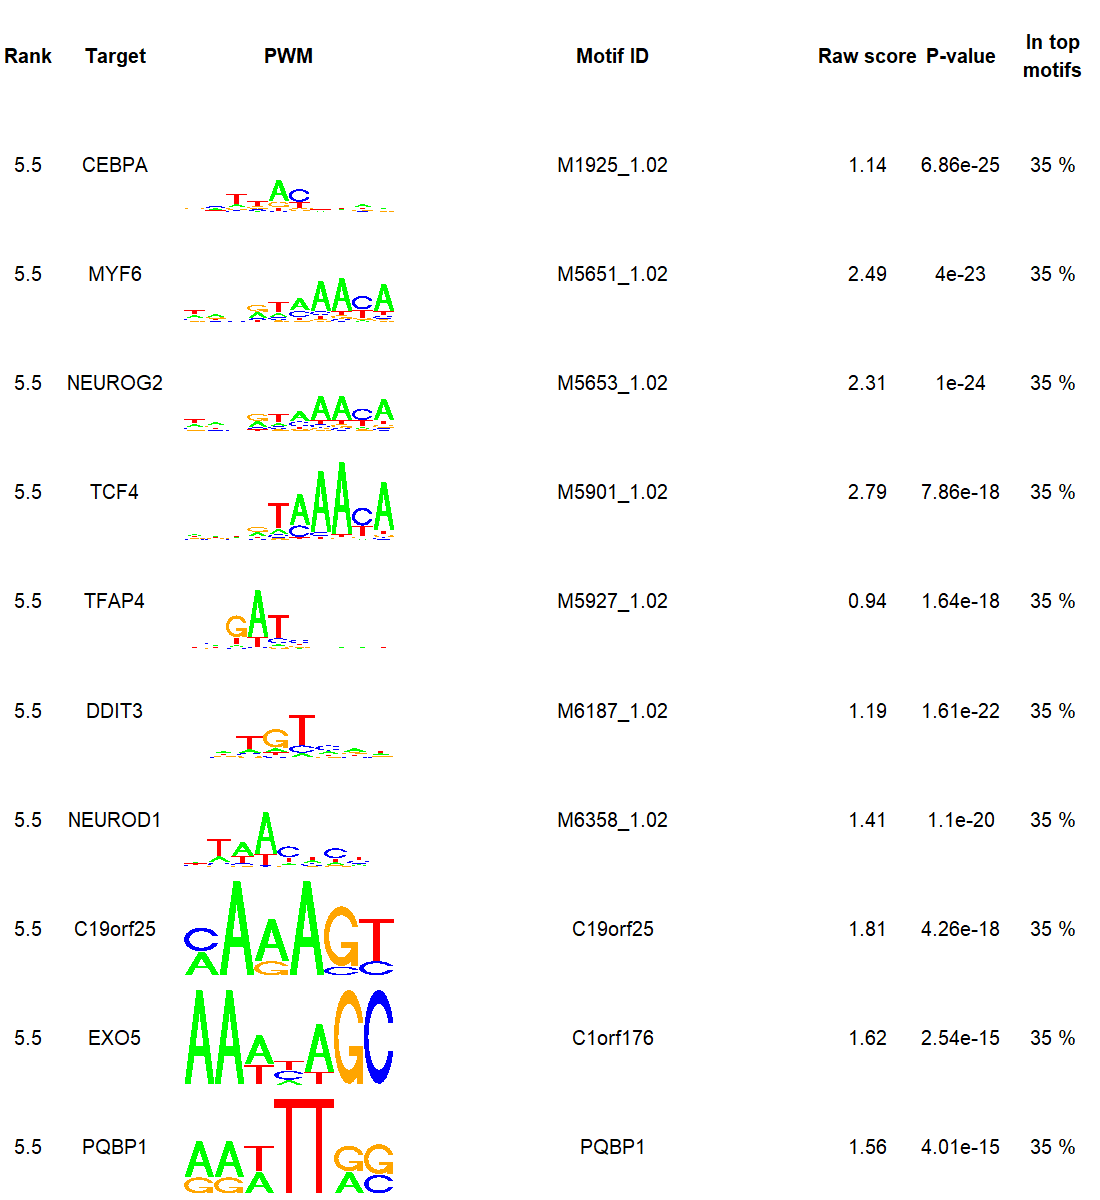 Rank Target PWM Motif ID Raw score P-value In top motifs
5.5 CEBPA M1925_1.02 1.14 6.86e-25 35 %
5.5 MYF6 M5651_1.02 2.49 4e-23 35 %
5.5 NEUROG2 M5653_1.02 2.31 1e-24 35 %
5.5 TCF4 M5901_1.02 2.79 7.86e-18 35 %
5.5 TFAP4 M5927_1.02 0.94 1.64e-18 35 %
5.5 DDIT3 M6187_1.02 1.19 1.61e-22 35 %
5.5 NEUROD1 M6358_1.02 1.41 1.1e-20 35 %
5.5 C19orf25 C19orf25 1.81 4.26e-18 35 %
5.5 EXO5 C1orf176 1.62 2.54e-15 35 %
5.5 PQBP1 PQBP1 1.56 4.01e-15 35 %